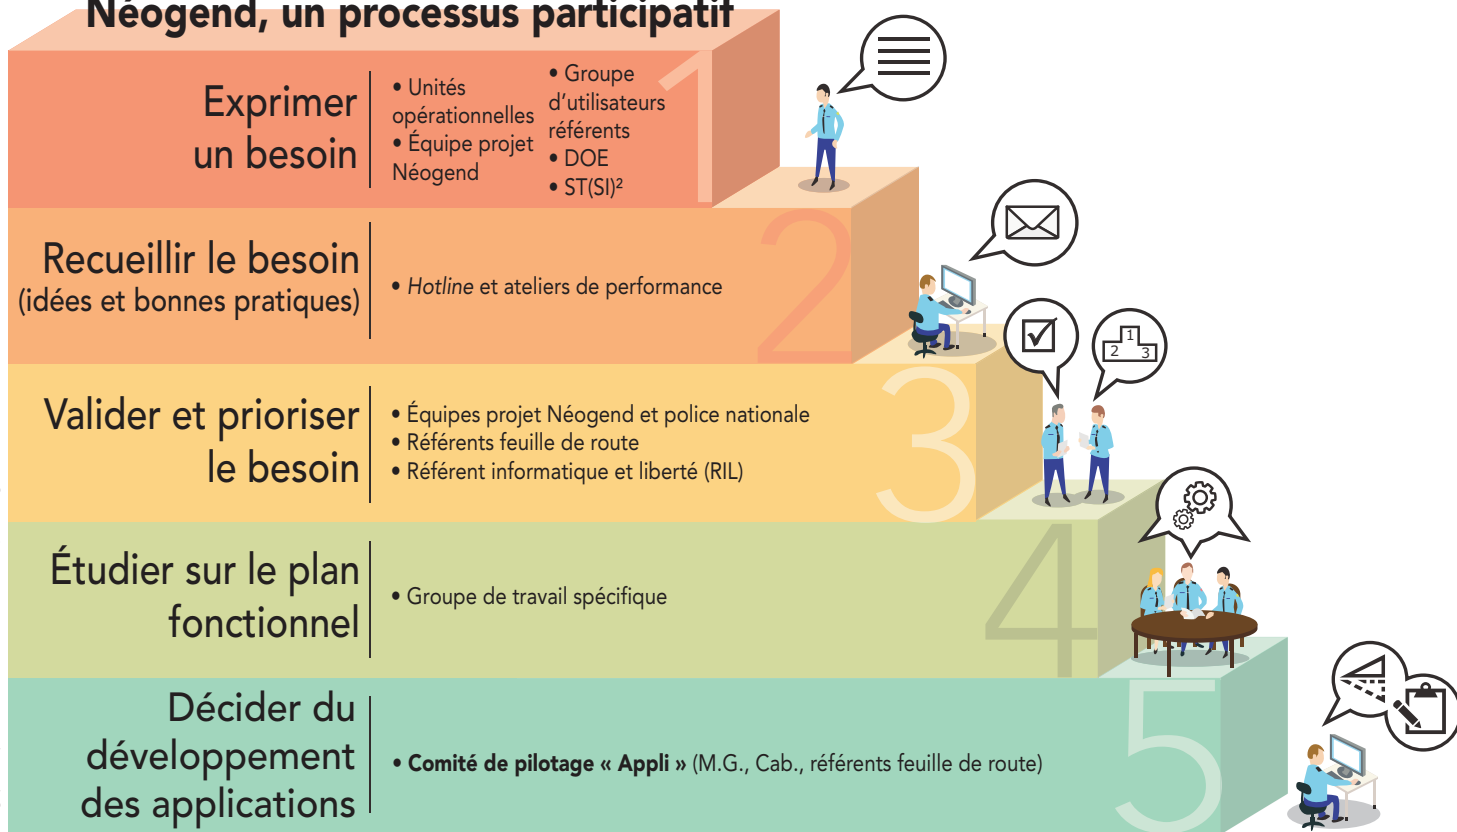 Néogend, un processus participatif
1
Exprimer
un besoin
• Unités
opérationnelles
• Équipe projet
Néogend
• Groupe
d'utilisateurs
référents
• DOE
• ST(SI)²
2
Recueillir le besoin
(idées et bonnes pratiques)
• Hotline et ateliers de performance
3
Valider et prioriser
le besoin
• Équipes projet Néogend et police nationale
• Référents feuille de route
• Référent informatique et liberté (RIL)
1
2 3
4
Étudier sur le plan
fonctionnel
• Groupe de travail spécifique
5
Décider du
développement
des applications
• Comité de pilotage « Appli » (M.G., Cab., référents feuille de route)